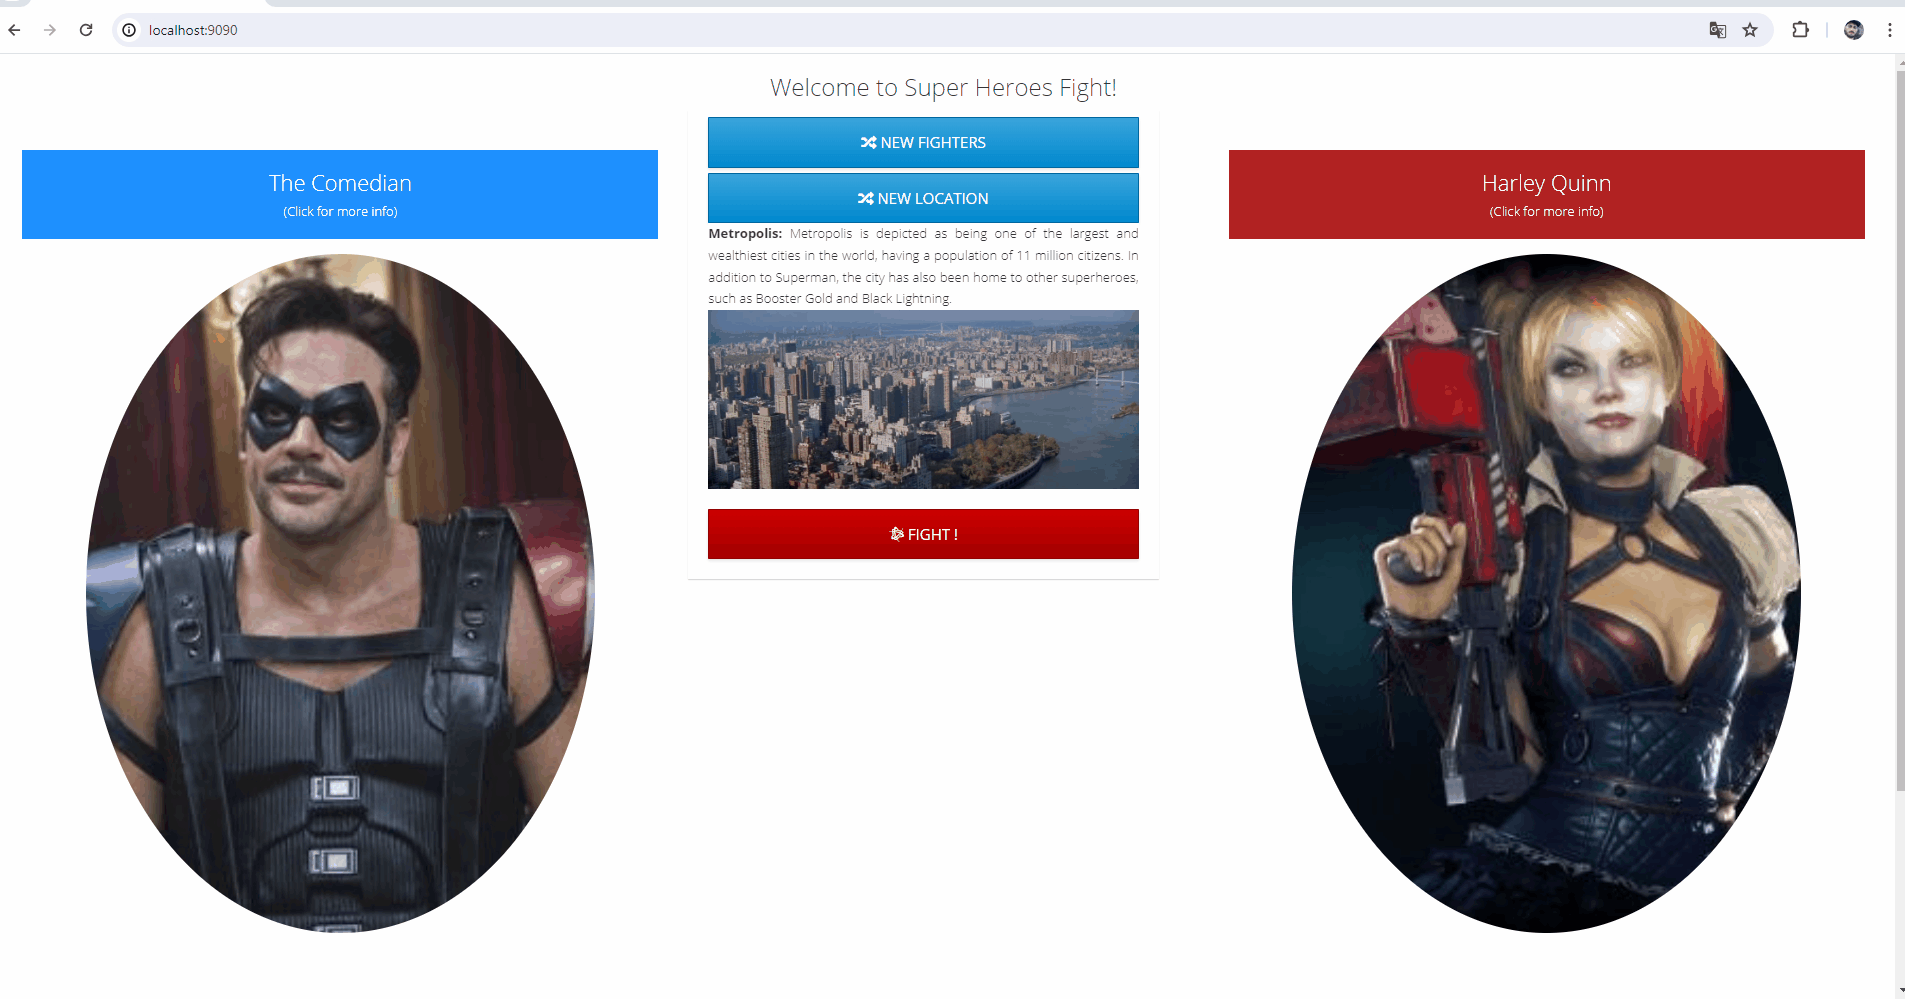 localhost:9090
Welcome to Super Heroes Fight!
The Comedian
(Click for more info)
NEW FIGHTERS
NEW LOCATION
Metropolis: Metropolis is depicted as being one of the largest and
wealthiest cities in the world, having a population of 11 million citizens. In
addition to Superman, the city has also been home to other superheroes,
such as Booster Gold and Black Lightning.
FIGHT !
Harley Quinn
(Click for more info)